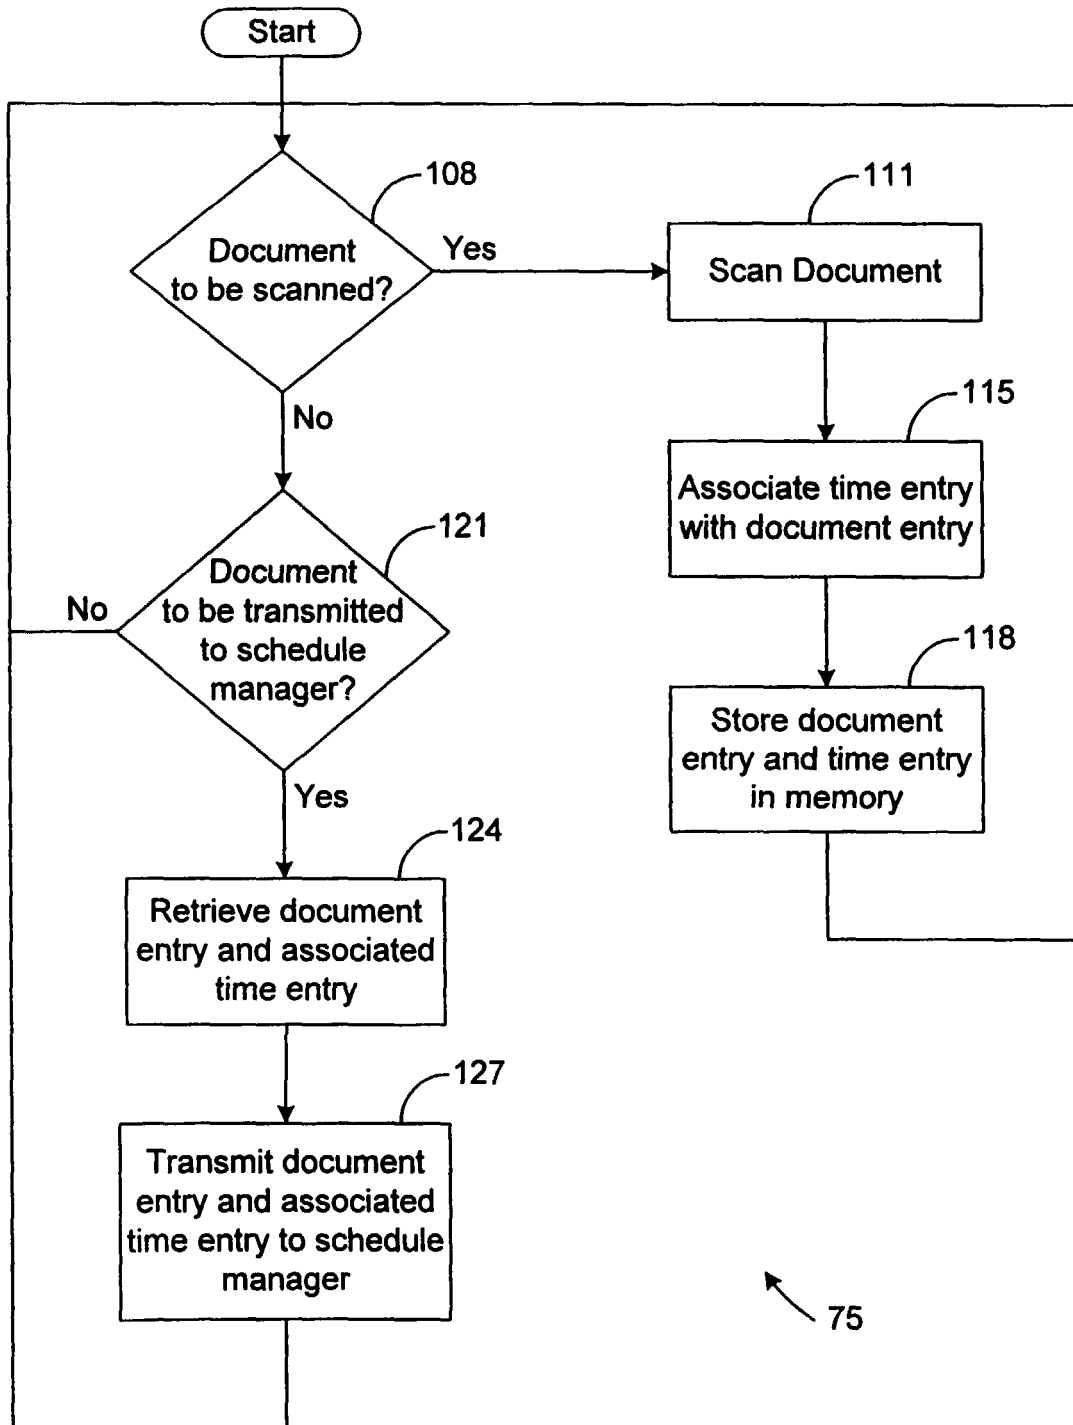 Start
108
Document
to be scanned?
Yes
111
Scan Document
No
115
Associate time entry
with document entry
121
Document
to be transmitted
to schedule
manager?
No
118
Store document
entry and time entry
in memory
Yes
124
Retrieve document
entry and associated
time entry
127
Transmit document
entry and associated
time entry to schedule
manager
75